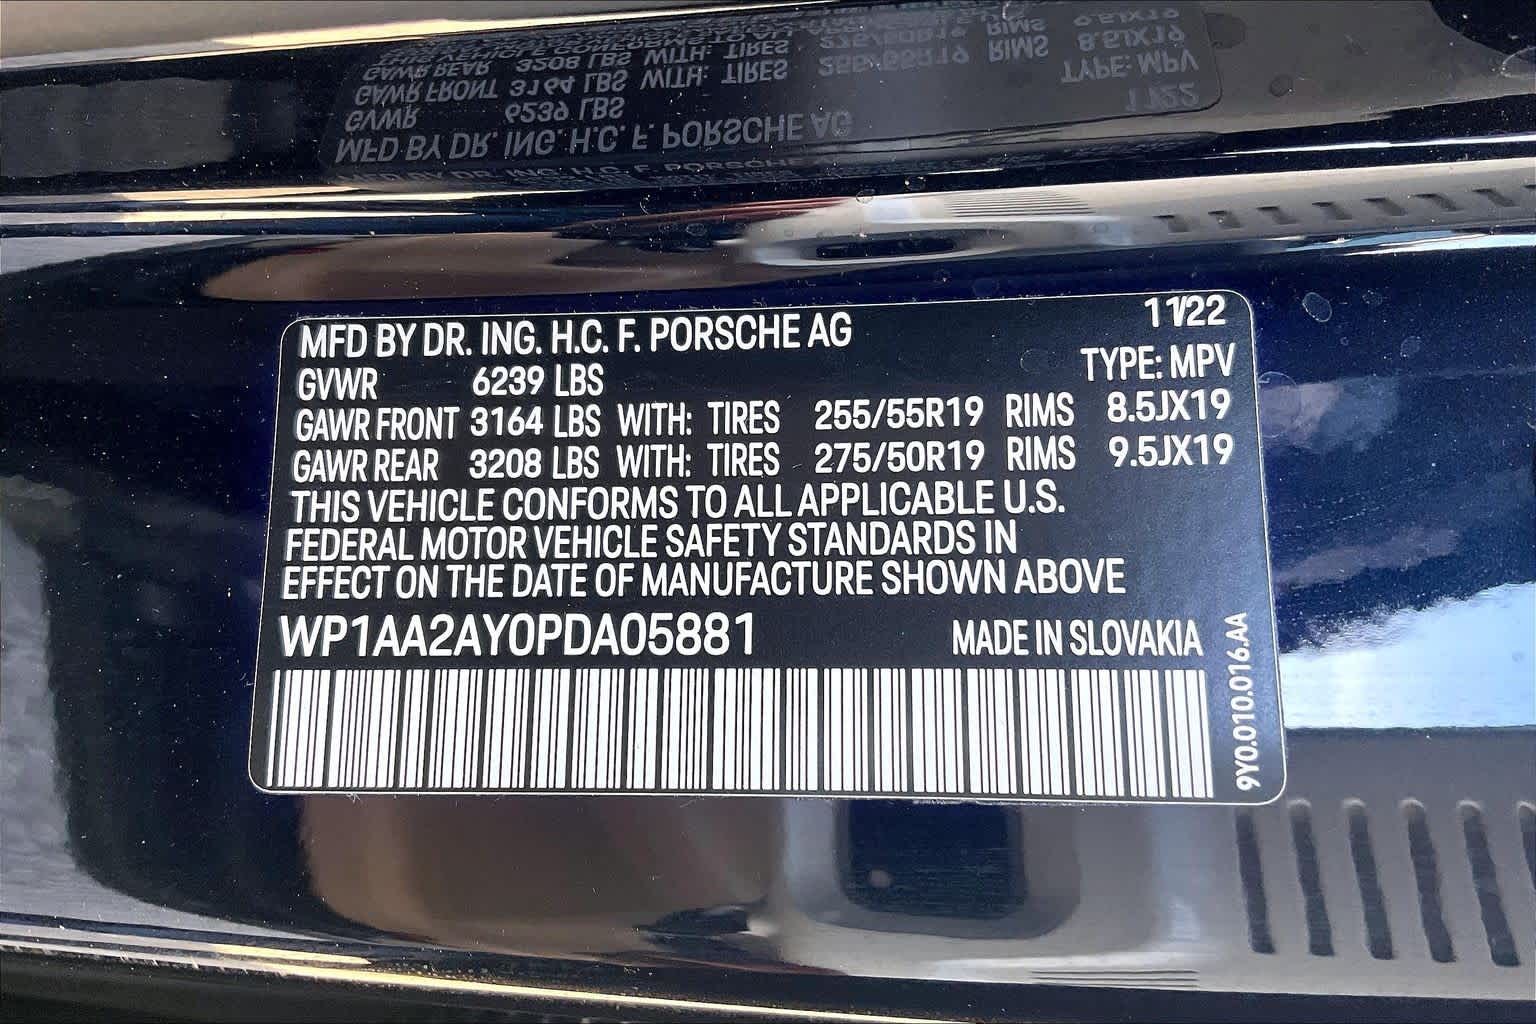 MFD BY DR. ING. H.C. F. PORSCHE AG 11/22
GVWR 6239 LBS TYPE: MPV
GAWR FRONT 3164 LBS WITH: TIRES 255/55R19 RIMS 8.5JX19
GAWR REAR 3208 LBS WITH: TIRES 275/50R19 RIMS 9.5JX19
THIS VEHICLE CONFORMS TO ALL APPLICABLE U.S.
FEDERAL MOTOR VEHICLE SAFETY STANDARDS IN
EFFECT ON THE DATE OF MANUFACTURE SHOWN ABOVE
WP1AA2AY0PDA05881 MADE IN SLOVAKIA
9Y0.010.016.AA